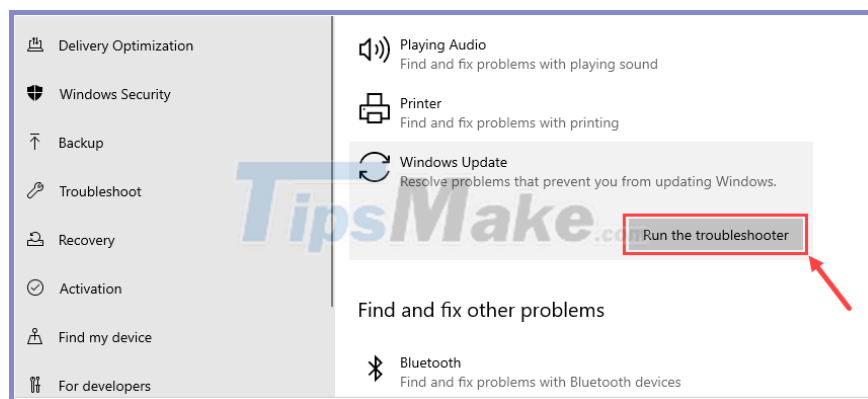 Delivery Optimization
Windows Security
Backup
Troubleshoot
Recovery
Activation
Find my device
For developers
Playing Audio
Find and fix problems with playing sound
Printer
Find and fix problems with printing
Windows Update
Resolve problems that prevent you from updating Windows.
TipsMake.com
Run the troubleshooter
Find and fix other problems
Bluetooth
Find and fix problems with Bluetooth devices